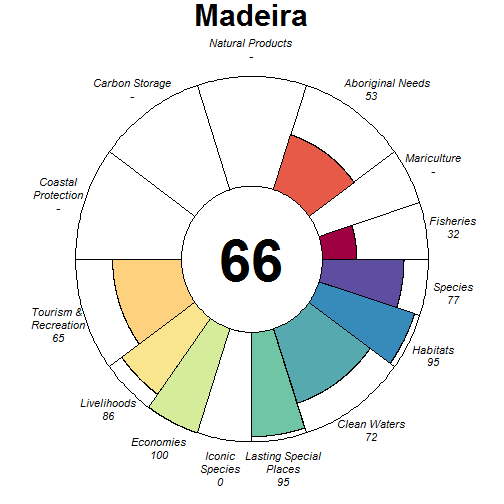 Madeira
Natural Products
-
Carbon Storage
-
Aboriginal Needs
53
Mariculture
-
Coastal
Protection
-
Fisheries
32
66
Species
77
Tourism &
Recreation
65
Habitats
95
Livelihoods
86
Clean Waters
72
Economies
100
Iconic
Species
0
Lasting Special
Places
95